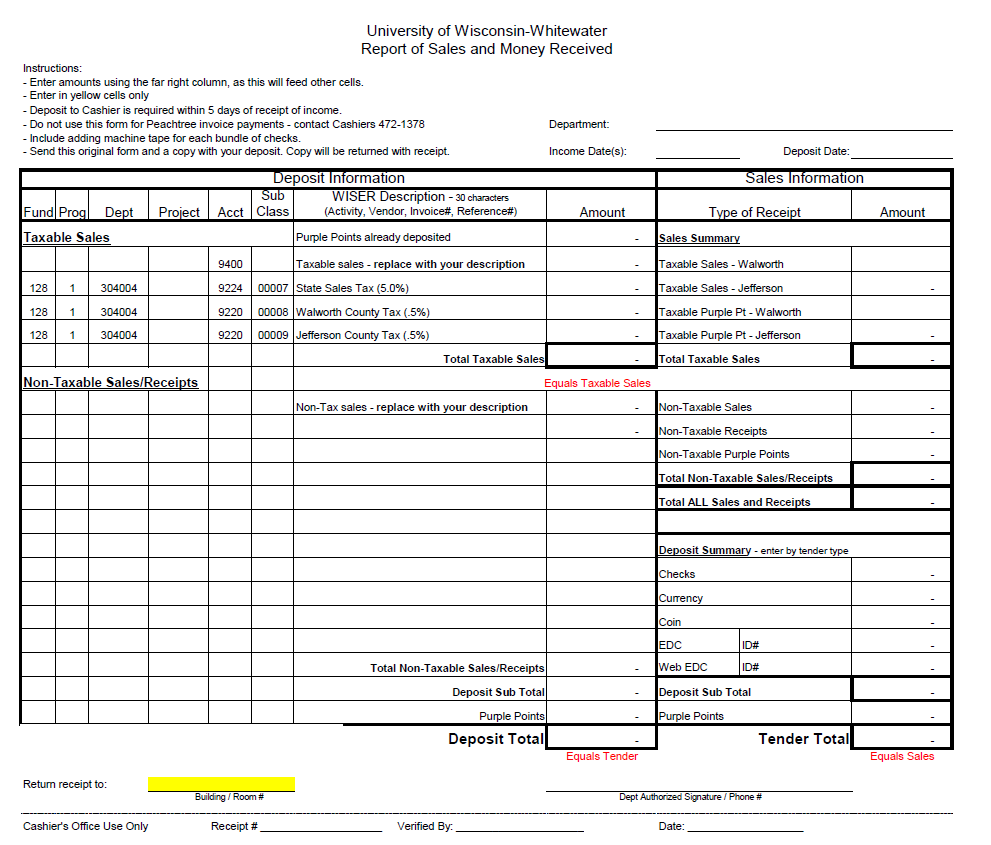 University of Wisconsin-Whitewater
Report of Sales and Money Received
Instructions:
- Enter amounts using the far right column, as this will feed other cells.
- Enter in yellow cells only
- Deposit to Cashier is required within 5 days of receipt of income.
- Do not use this form for Peachtree invoice payments - contact Cashiers 472-1378 Department:
- Include adding machine tape for each bundle of checks.
- Send this original form and a copy with your deposit. Copy will be returned with receipt. Income Date(s): Deposit Date:
Deposit Information Sales Information
Fund Prog Dept Project Acct Sub Class WISER Description - 30 characters (Activity, Vendor, Invoice#, Reference#) Amount Type of Receipt Amount
Taxable Sales Purple Points already deposited - Sales Summary
9400 Taxable sales - replace with your description - Taxable Sales - Walworth
128 1 304004 9224 00007 State Sales Tax (5.0%) - Taxable Sales - Jefferson -
128 1 304004 9220 00008 Walworth County Tax (.5%) - Taxable Purple Pt - Walworth
128 1 304004 9220 00009 Jefferson County Tax (.5%) - Taxable Purple Pt - Jefferson
Total Taxable Sales - Total Taxable Sales -
Non-Taxable Sales/Receipts Equals Taxable Sales
Non-Tax sales - replace with your description - Non-Taxable Sales -
- Non-Taxable Receipts -
Non-Taxable Purple Points -
Total Non-Taxable Sales/Receipts -
Total ALL Sales and Receipts -
Deposit Summary - enter by tender type
Checks -
Currency -
Coin -
EDC ID# -
Total Non-Taxable Sales/Receipts - Web EDC ID# -
Deposit Sub Total - Deposit Sub Total -
Purple Points - Purple Points -
Deposit Total - Tender Total -
Equals Tender Equals Sales
Return receipt to:
Building / Room # Dept Authorized Signature / Phone #
Cashier's Office Use Only Receipt # Verified By: Date: